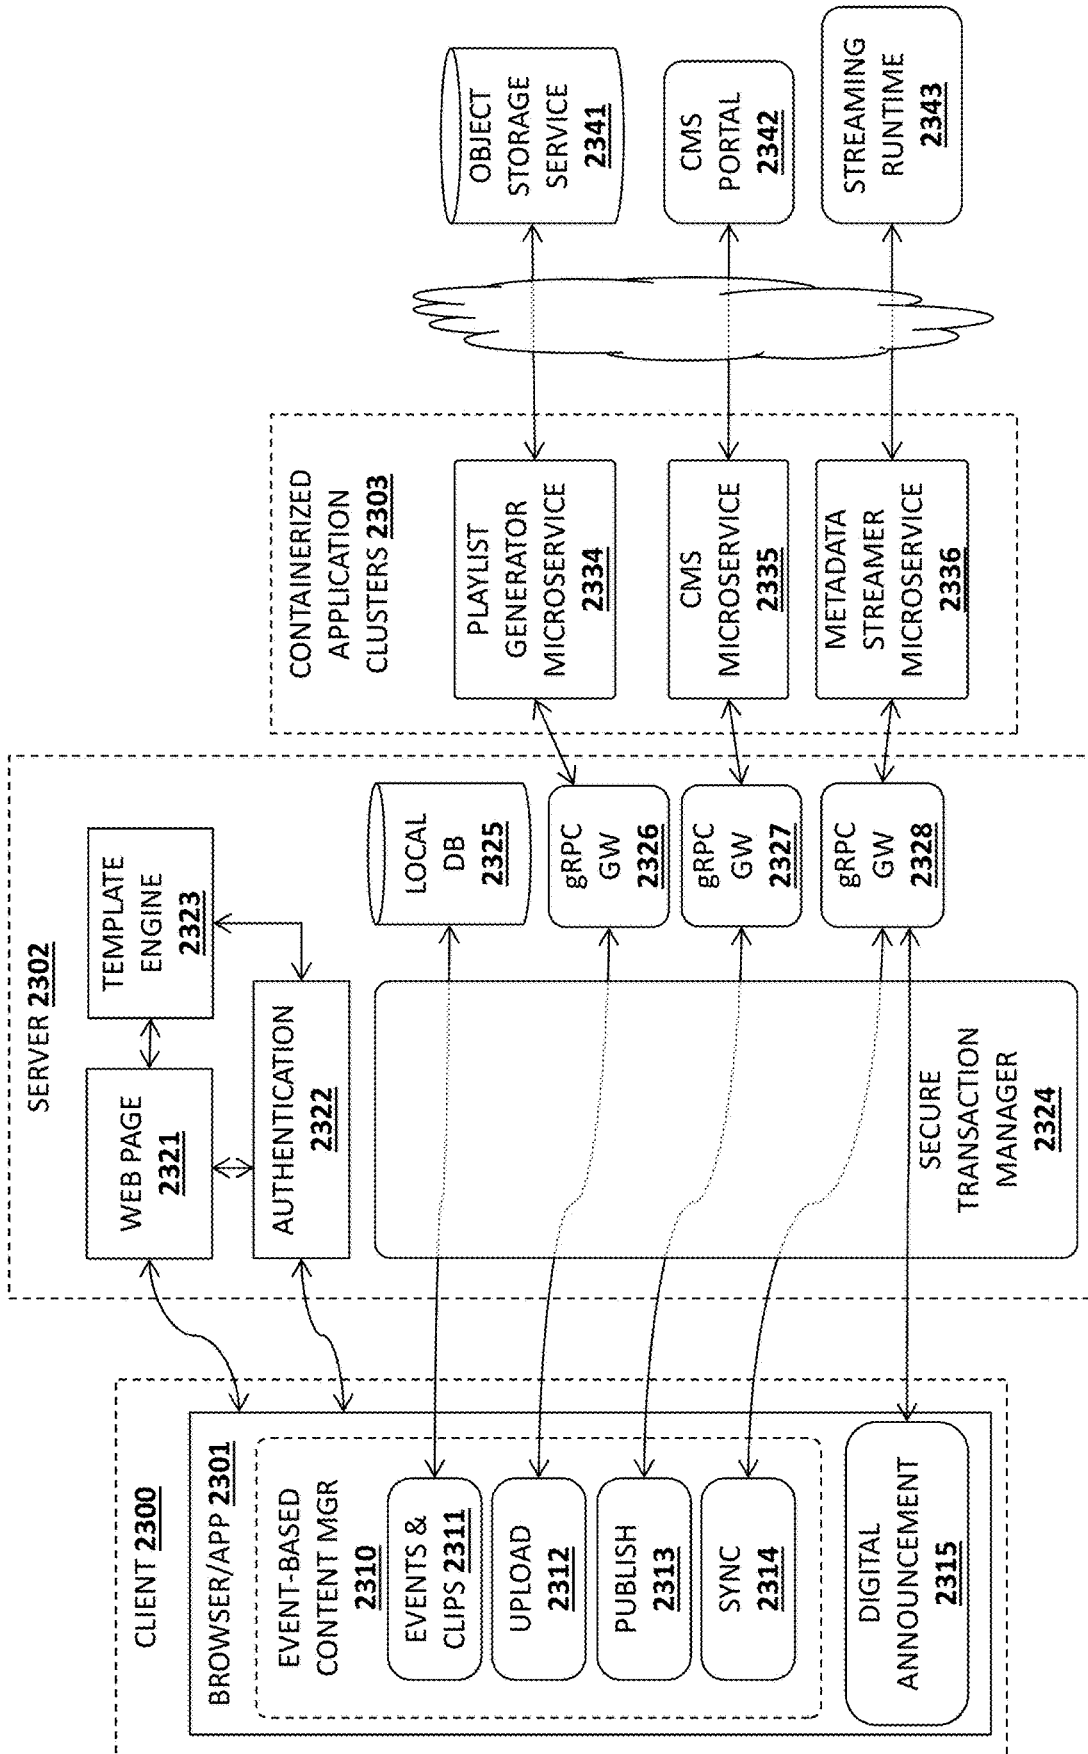 CLIENT 2300
BROWSER/APP 2301
EVENT-BASED
CONTENT MGR
2310
EVENTS &
CLIPS 2311
UPLOAD
2312
PUBLISH
2313
SYNC
2314
DIGITAL
ANNOUNCEMENT
2315
SERVER 2302
WEB PAGE
2321
TEMPLATE
ENGINE
2323
AUTHENTICATION
2322
SECURE
TRANSACTION
MANAGER
2324
LOCAL
DB
2325
gRPC
GW
2326
gRPC
GW
2327
gRPC
GW
2328
CONTAINERIZED
APPLICATION
CLUSTERS 2303
PLAYLIST
GENERATOR
MICROSERVICE
2334
CMS
MICROSERVICE
2335
METADATA
STREAMER
MICROSERVICE
2336
OBJECT
STORAGE
SERVICE
2341
CMS
PORTAL
2342
STREAMING
RUNTIME
2343